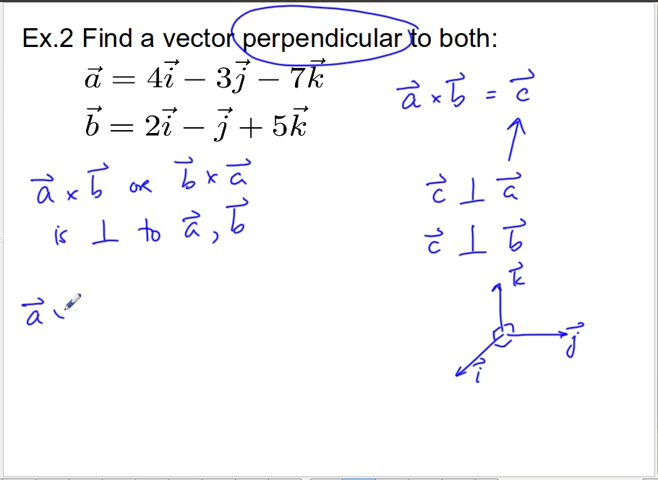 Ex.2 Find a vector perpendicular to both:
a⃗ = 4i⃗ − 3j⃗ − 7k⃗
b⃗ = 2i⃗ − j⃗ + 5k⃗
a⃗ × b⃗ = c⃗
a⃗ × b⃗ or b⃗ × a⃗
is ⊥ to a⃗, b⃗
c⃗ ⊥ a⃗
c⃗ ⊥ b⃗
k⃗
j⃗
i⃗
a⃗